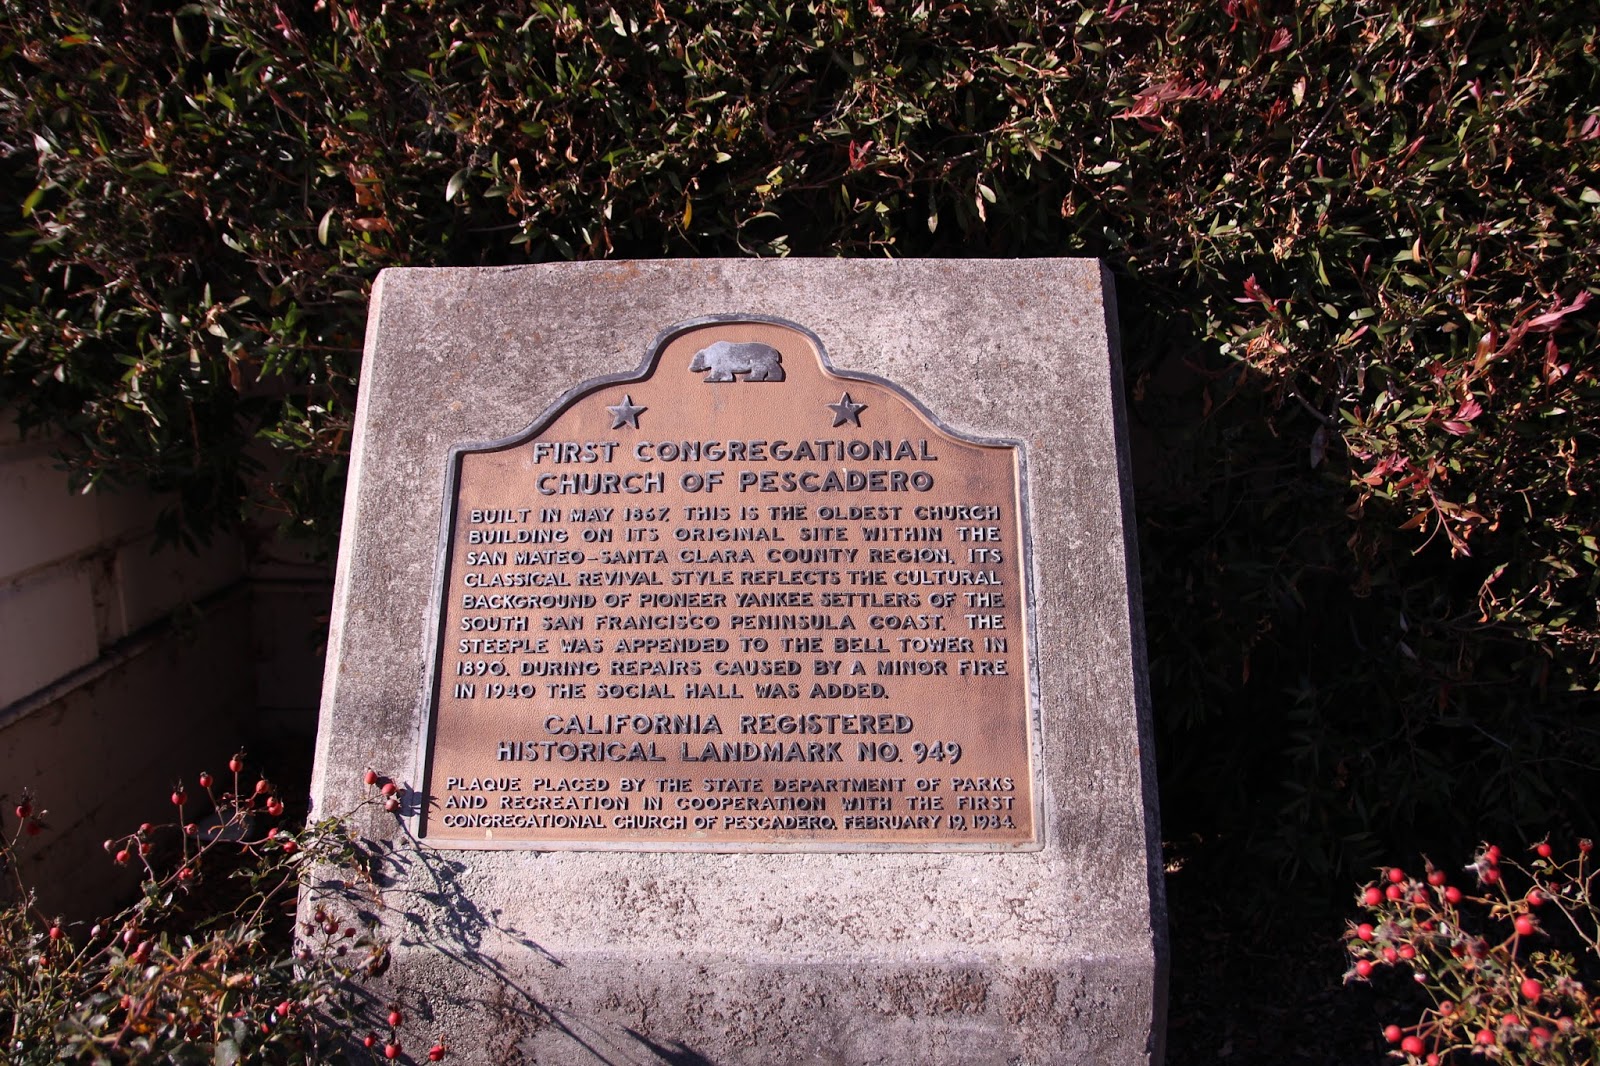 FIRST CONGREGATIONAL
CHURCH OF PESCADERO
BUILT IN MAY 1867, THIS IS THE OLDEST CHURCH
BUILDING ON ITS ORIGINAL SITE WITHIN THE
SAN MATEO-SANTA CLARA COUNTY REGION. ITS
CLASSICAL REVIVAL STYLE REFLECTS THE CULTURAL
BACKGROUND OF PIONEER YANKEE SETTLERS OF THE
SOUTH SAN FRANCISCO PENINSULA COAST. THE
STEEPLE WAS APPENDED TO THE BELL TOWER IN
1890. DURING REPAIRS CAUSED BY A MINOR FIRE
IN 1940 THE SOCIAL HALL WAS ADDED.
CALIFORNIA REGISTERED
HISTORICAL LANDMARK NO. 949
PLAQUE PLACED BY THE STATE DEPARTMENT OF PARKS
AND RECREATION IN COOPERATION WITH THE FIRST
CONGREGATIONAL CHURCH OF PESCADERO, FEBRUARY 19, 1984.